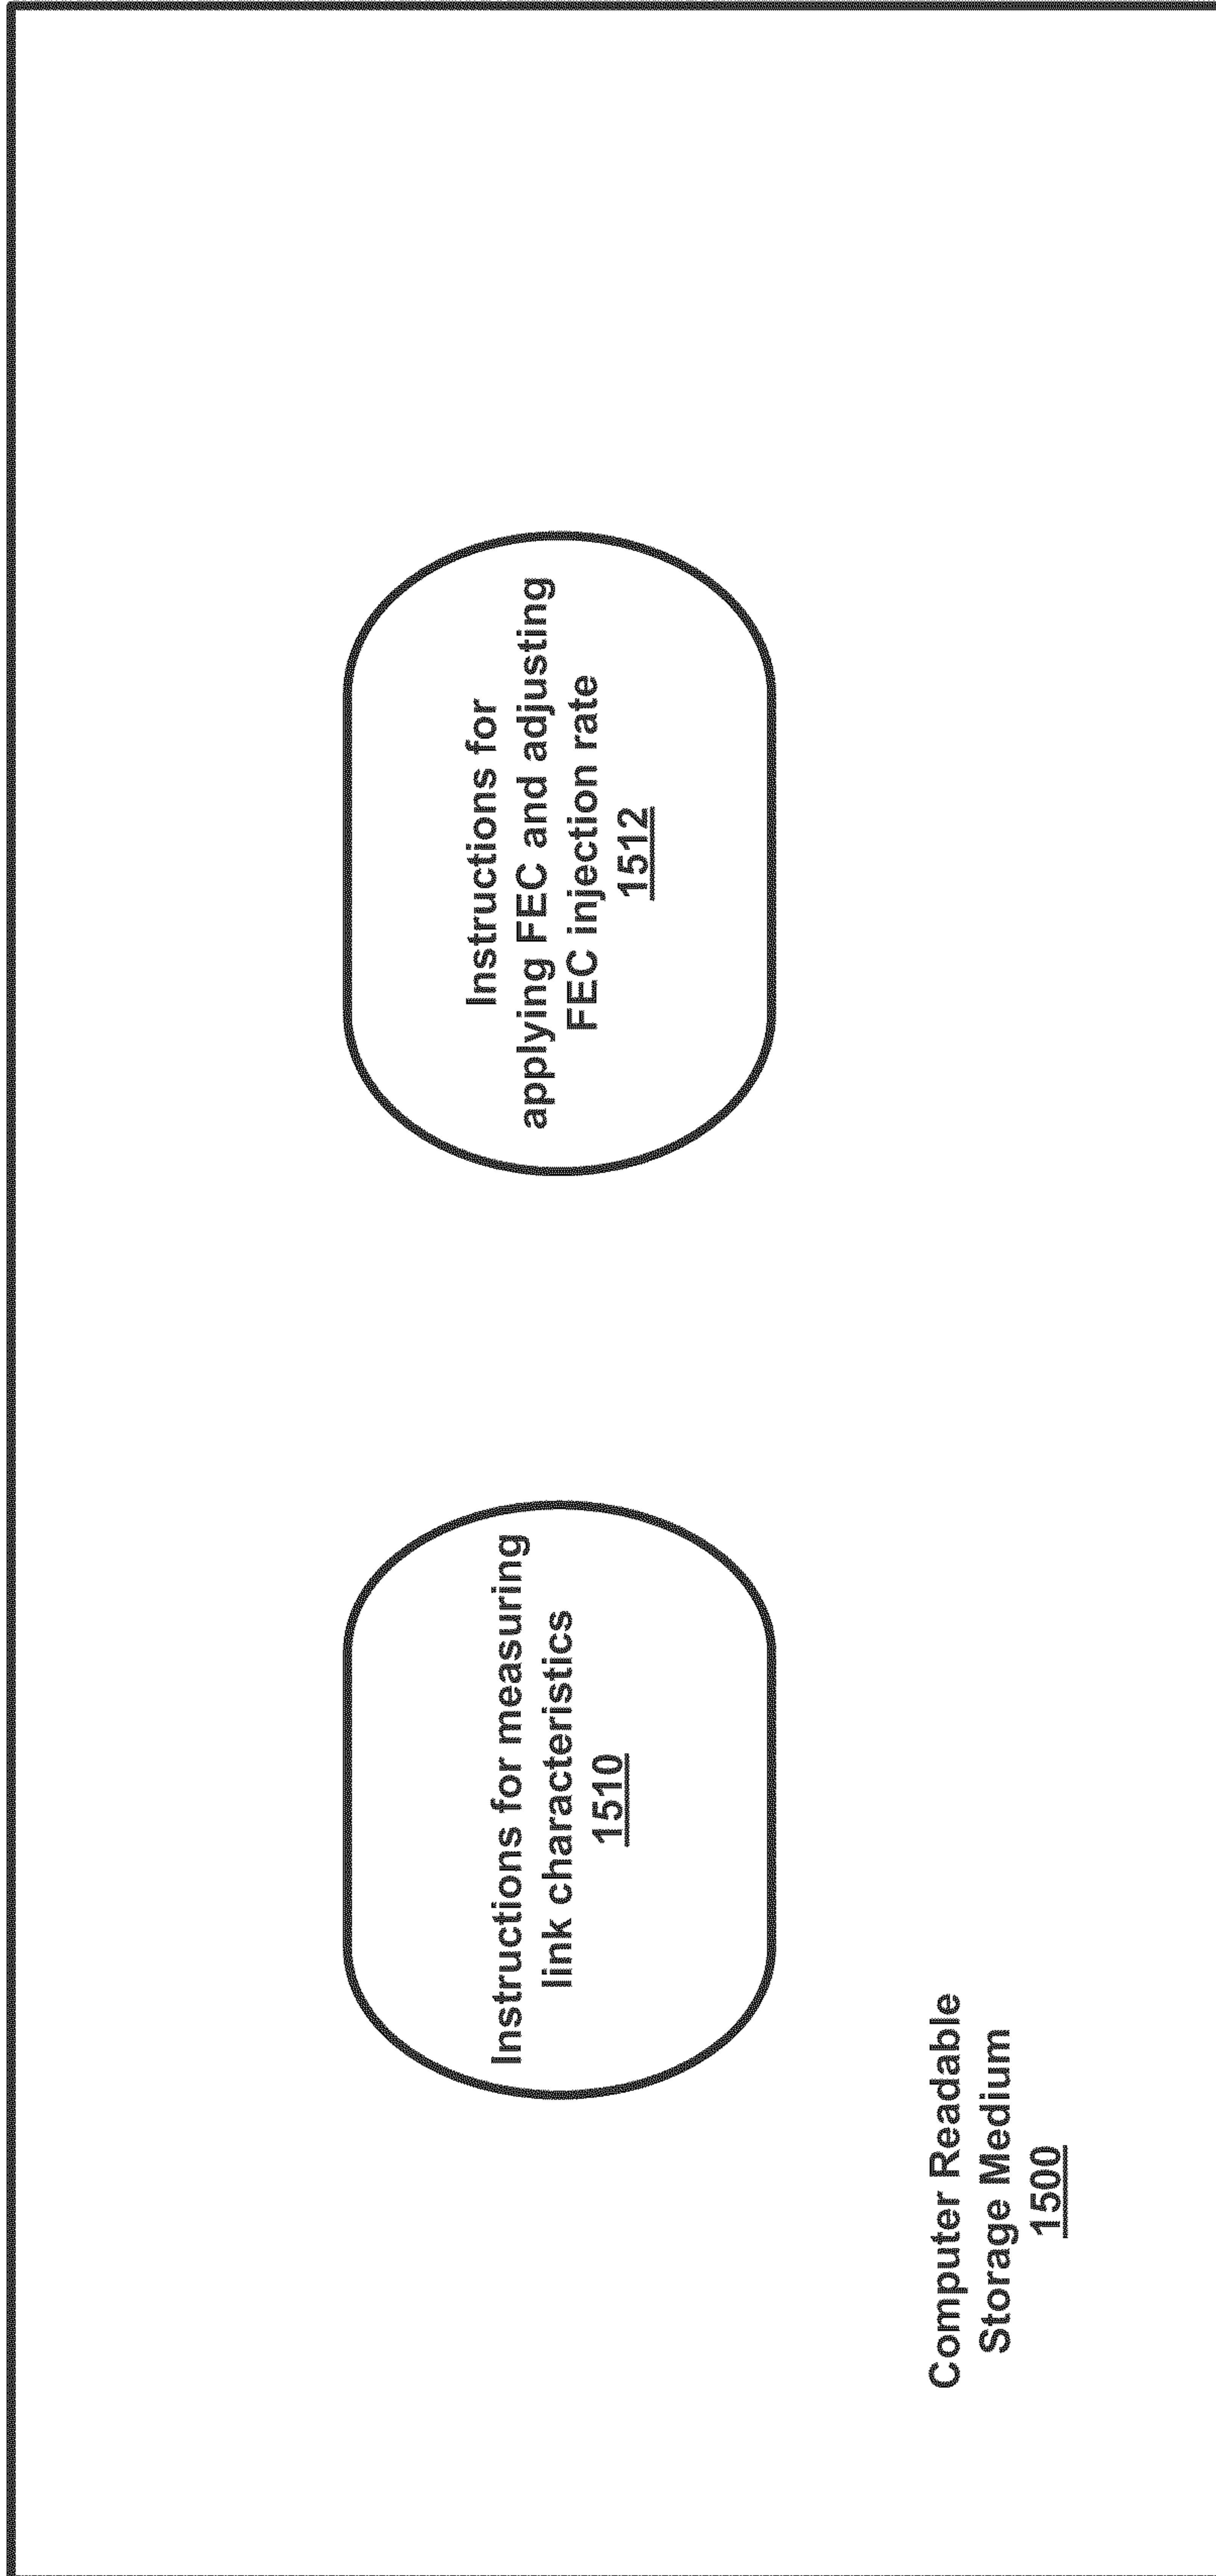 Instructions for measuring
link characteristics
1510
Instructions for
applying FEC and adjusting
FEC injection rate
1512
Computer Readable
Storage Medium
1500